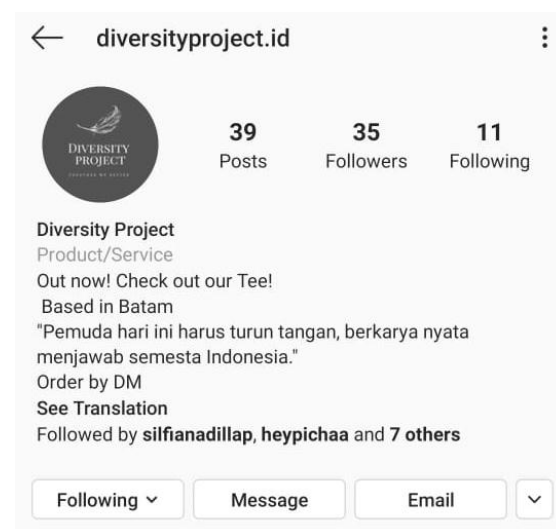 diversityproject.id
DIVERSITY
PROJECT
39 35 11
Posts Followers Following
Diversity Project
Product/Service
Out now! Check out our Tee!
Based in Batam
"Pemuda hari ini harus turun tangan, berkarya nyata
menjawab semesta Indonesia."
Order by DM
See Translation
Followed by silfianadillap, heypichaa and 7 others
Following Message Email